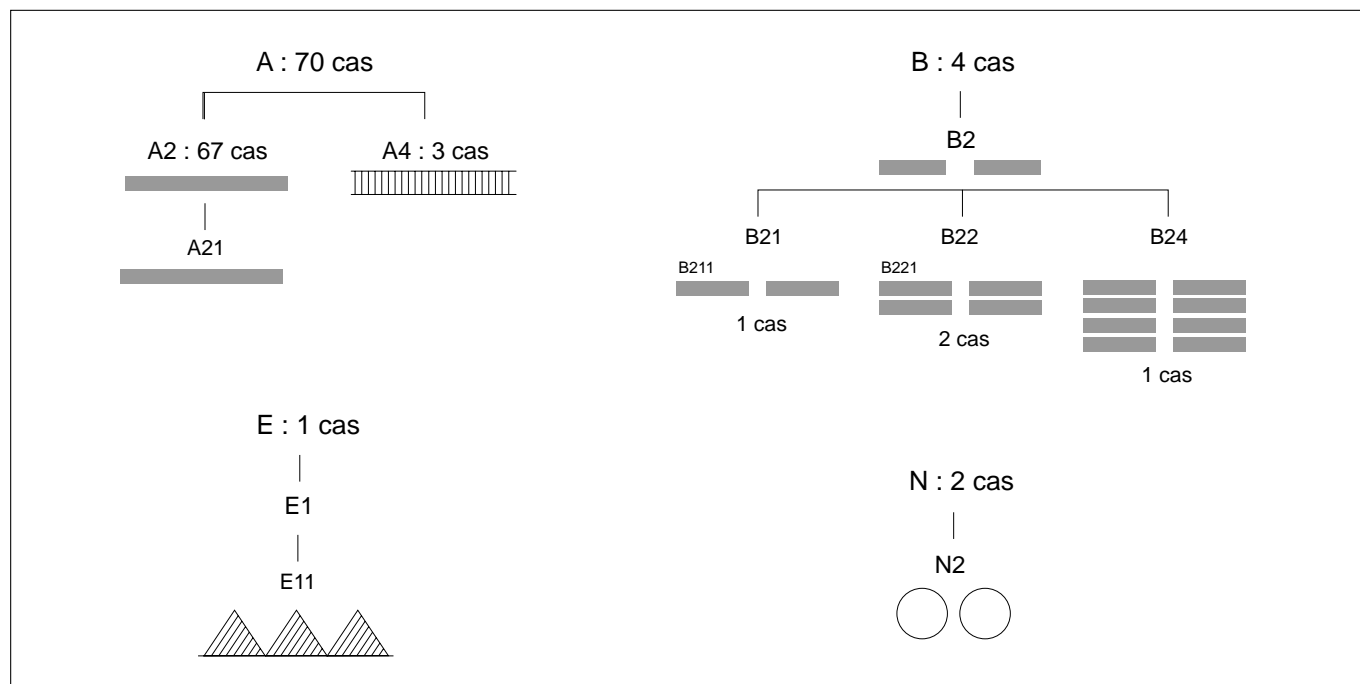 A : 70 cas
A2 : 67 cas
A4 : 3 cas
A21
B : 4 cas
B2
B21
B22
B24
B211
B221
1 cas
2 cas
1 cas
E : 1 cas
E1
E11
N : 2 cas
N2